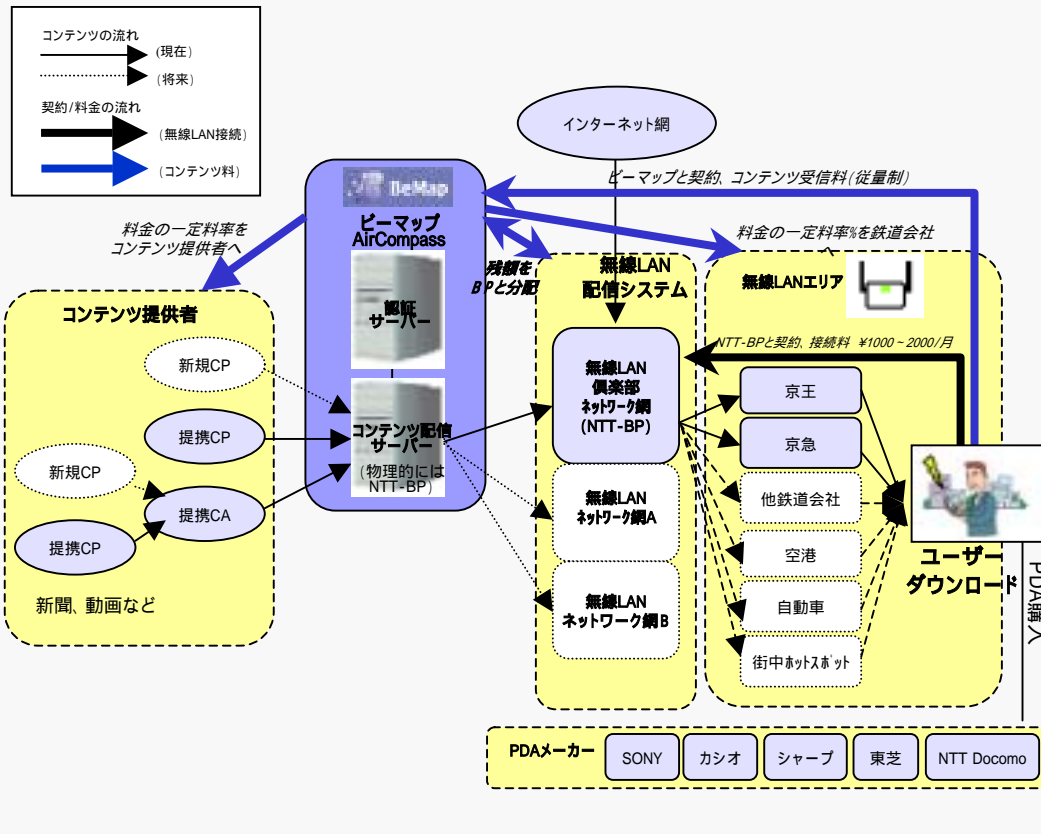 コンテンツの流れ
(現在)
(将来)
契約/料金の流れ
(無線LAN接続)
(コンテンツ料)
インターネット網
BeMap
ビーマップ
AirCompass
認証
サーバー
コンテンツ配信
サーバー
(物理的には
NTT-BP)
ビーマップと契約、コンテンツ受信料(従量制)
料金の一定料率を
コンテンツ提供者へ
料金の一定料率%を鉄道会社
へ
残額を
BPと分配
コンテンツ提供者
新規CP
提携CP
新規CP
提携CA
提携CP
新聞、動画など
無線LAN
配信システム
無線LAN
倶楽部
ネットワーク網
(NTT-BP)
無線LAN
ネットワーク網A
無線LAN
ネットワーク網B
無線LANエリア
NTT-BPと契約、接続料 ¥1000~2000/月
京王
京急
他鉄道会社
空港
自動車
街中ホットスポット
ユーザー
ダウンロード
PDA購入
PDAメーカー
SONY
カシオ
シャープ
東芝
NTT Docomo